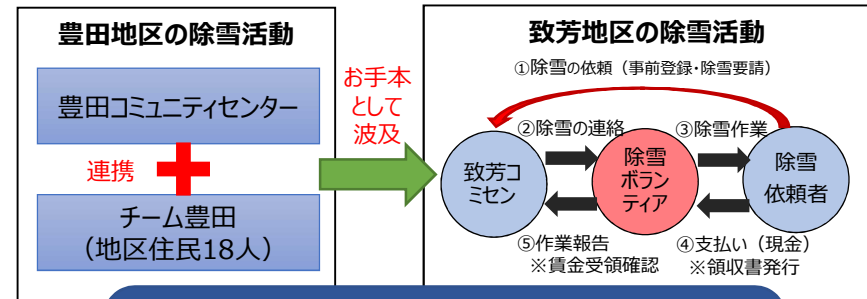 豊田地区の除雪活動
豊田コミュニティセンター
連携
チーム豊田
（地区住民18人）
お手本
として
波及
致芳地区の除雪活動
①除雪の依頼（事前登録・除雪要請）
②除雪の連絡
③除雪作業
致芳コ
ミセン
除雪
ボラン
ティア
除雪
依頼者
⑤作業報告
※賃金受領確認
④支払い（現金）
※領収書発行